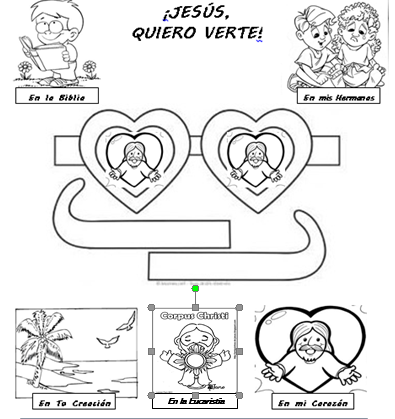 ¡JESÚS,
QUIERO VERTE!
En la Biblia
En mis Hermanos
Corpus Christi
En Tu Creación
En la Eucaristía
En mi Corazón